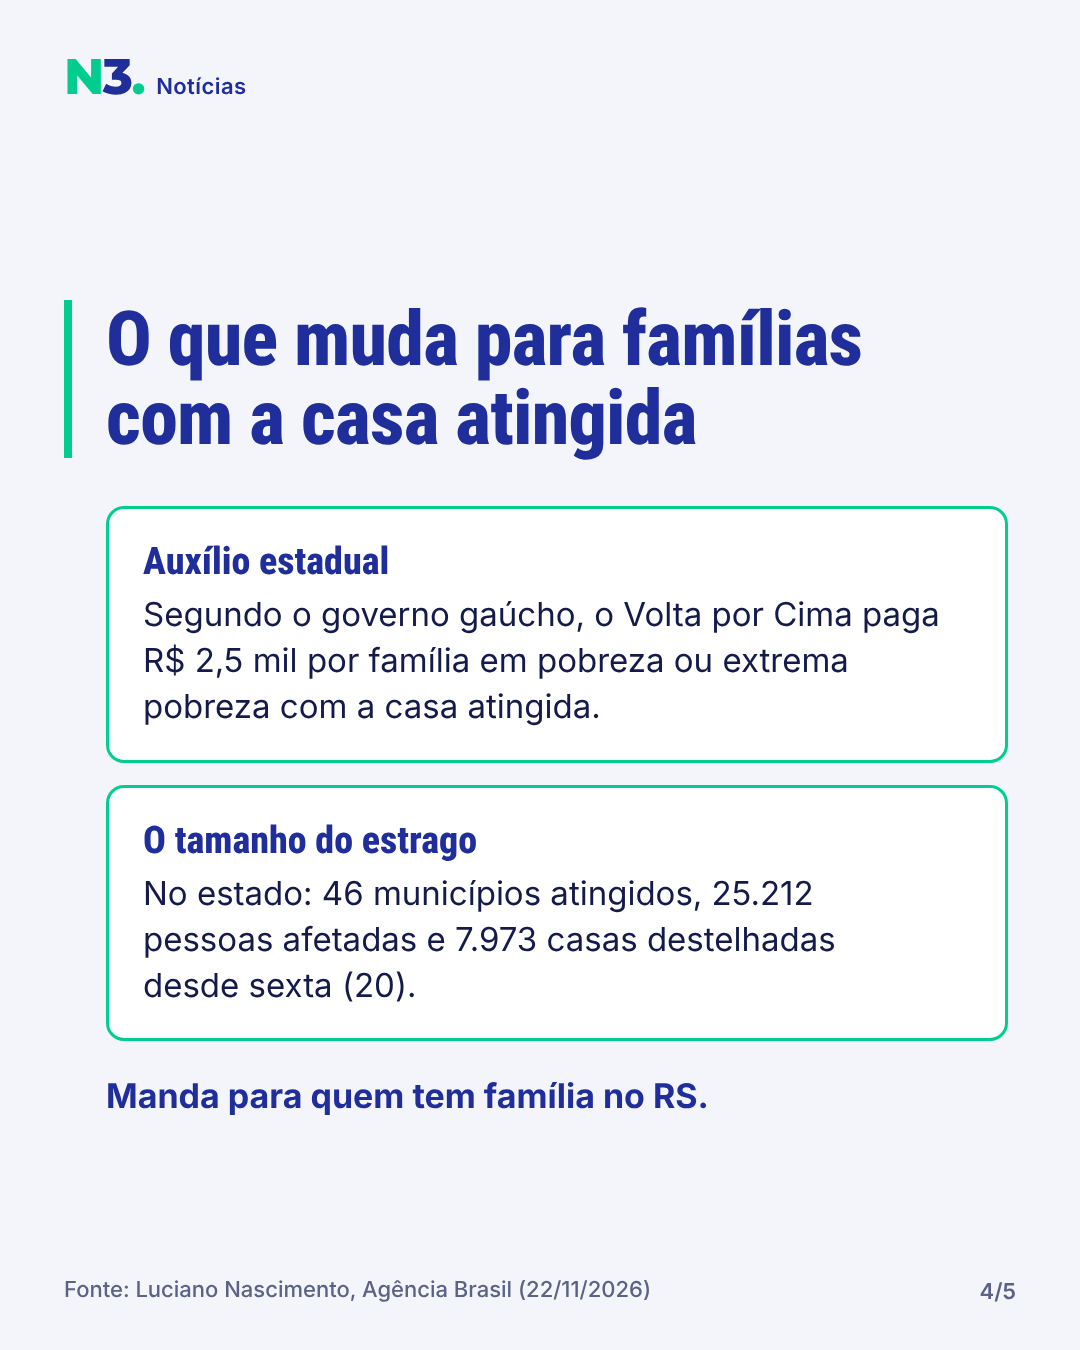 N3. Notícias
O que muda para famílias
com a casa atingida
Auxílio estadual
Segundo o governo gaúcho, o Volta por Cima paga
R$ 2,5 mil por família em pobreza ou extrema
pobreza com a casa atingida.
O tamanho do estrago
No estado: 46 municípios atingidos, 25.212
pessoas afetadas e 7.973 casas destelhadas
desde sexta (20).
Manda para quem tem família no RS.
Fonte: Luciano Nascimento, Agência Brasil (22/11/2026)
4/5